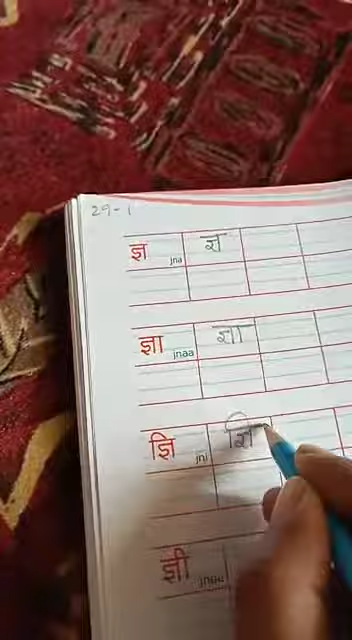 29-1
ज्ञ jna ज्ञ
ज्ञा jnaa ज्ञा
ज्ञि jni ज्ञि
ज्ञी jnee